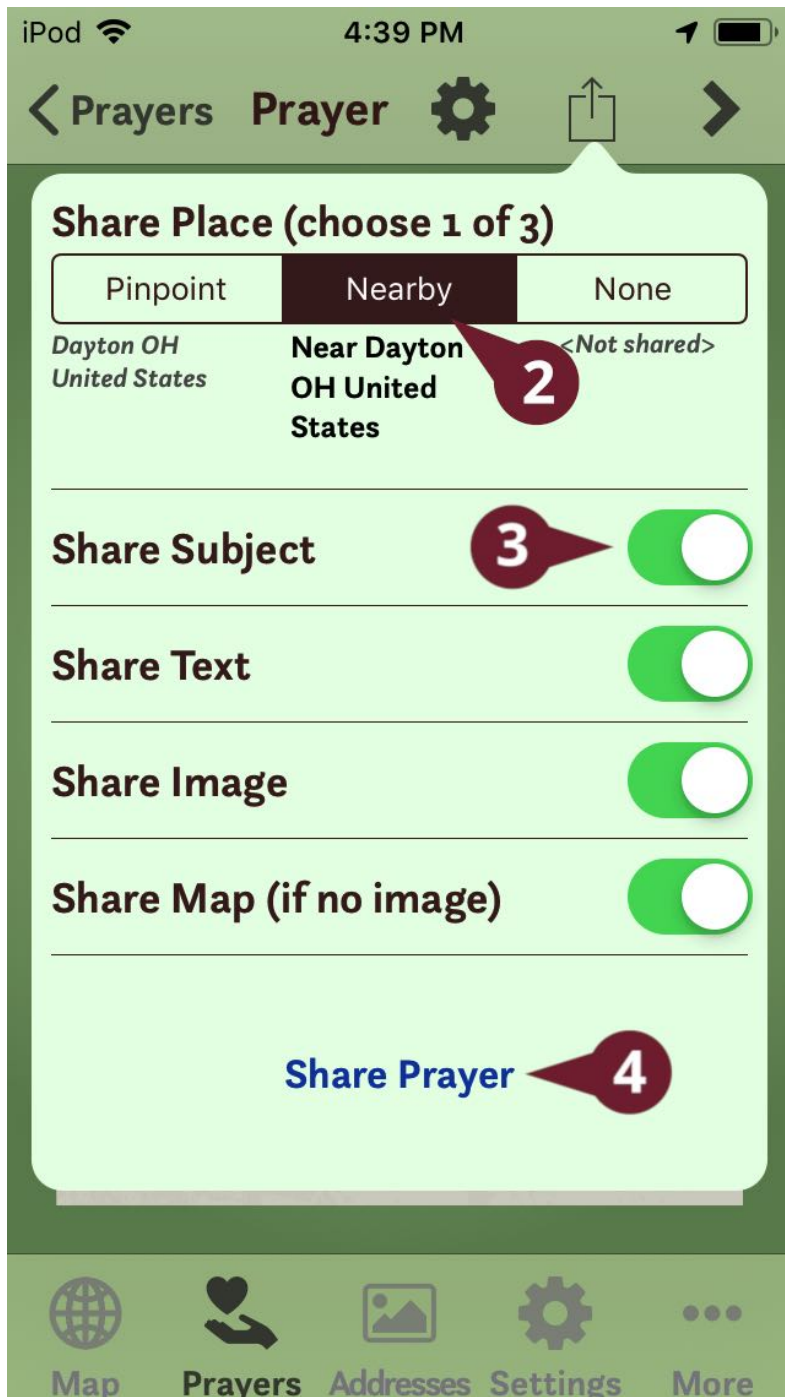 iPod 4:39 PM
Prayers Prayer
Share Place (choose 1 of 3)
Pinpoint Nearby None
Dayton OH
United States
Near Dayton
OH United
States
<Not shared>
2
Share Subject
3
Share Text
Share Image
Share Map (if no image)
Share Prayer
4
Map Prayers Addresses Settings More